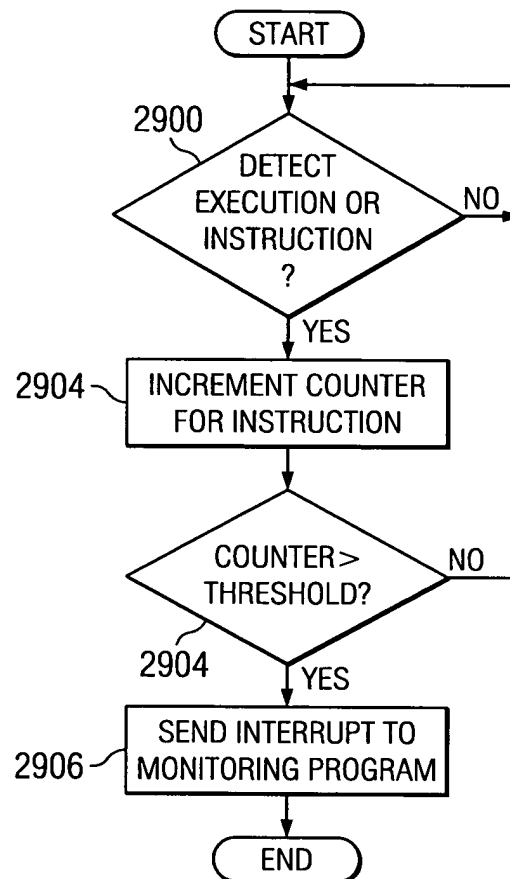 START
2900
DETECT
EXECUTION OR
INSTRUCTION
?
NO
YES
2904
INCREMENT COUNTER
FOR INSTRUCTION
COUNTER>
THRESHOLD?
NO
2904
YES
2906
SEND INTERRUPT TO
MONITORING PROGRAM
END